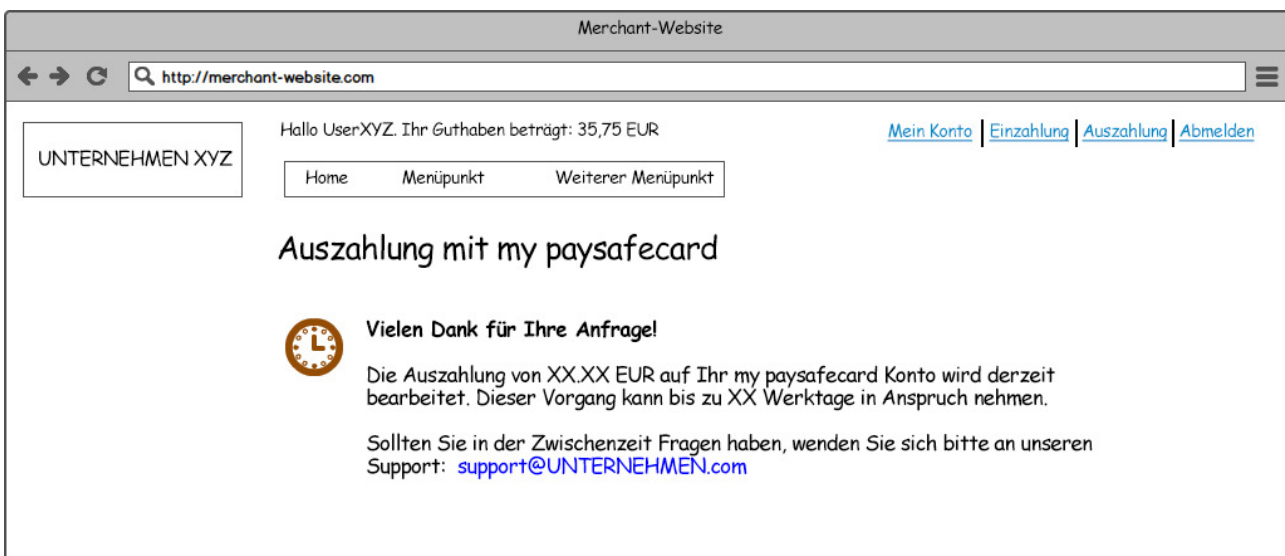 Merchant-Website
http://merchant-website.com
UNTERNEHMEN XYZ
Hallo UserXYZ. Ihr Guthaben beträgt: 35,75 EUR
Mein Konto Einzahlung Auszahlung Abmelden
Home Menüpunkt Weiterer Menüpunkt
Auszahlung mit my paysafecard
Vielen Dank für Ihre Anfrage!
Die Auszahlung von XX.XX EUR auf Ihr my paysafecard Konto wird derzeit
bearbeitet. Dieser Vorgang kann bis zu XX Werktage in Anspruch nehmen.
Sollten Sie in der Zwischenzeit Fragen haben, wenden Sie sich bitte an unseren
Support: support@UNTERNEHMEN.com